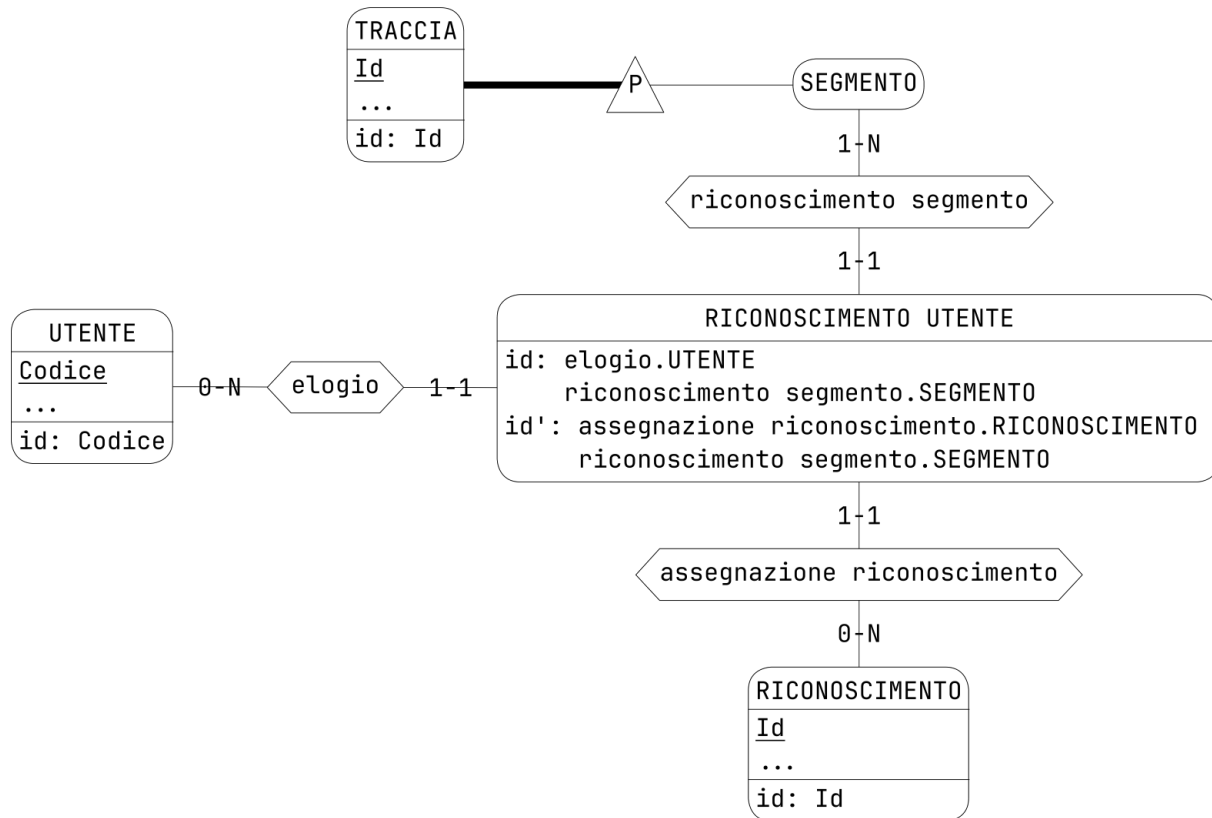 TRACCIA
Id
...
id: Id
P
SEGMENTO
1-N
riconoscimento segmento
1-1
UTENTE
Codice
...
id: Codice
0-N
elogio
1-1
RICONOSCIMENTO UTENTE
id: elogio.UTENTE
riconoscimento segmento.SEGMENTO
id': assegnazione riconoscimento.RICONOSCIMENTO
riconoscimento segmento.SEGMENTO
1-1
assegnazione riconoscimento
0-N
RICONOSCIMENTO
Id
...
id: Id